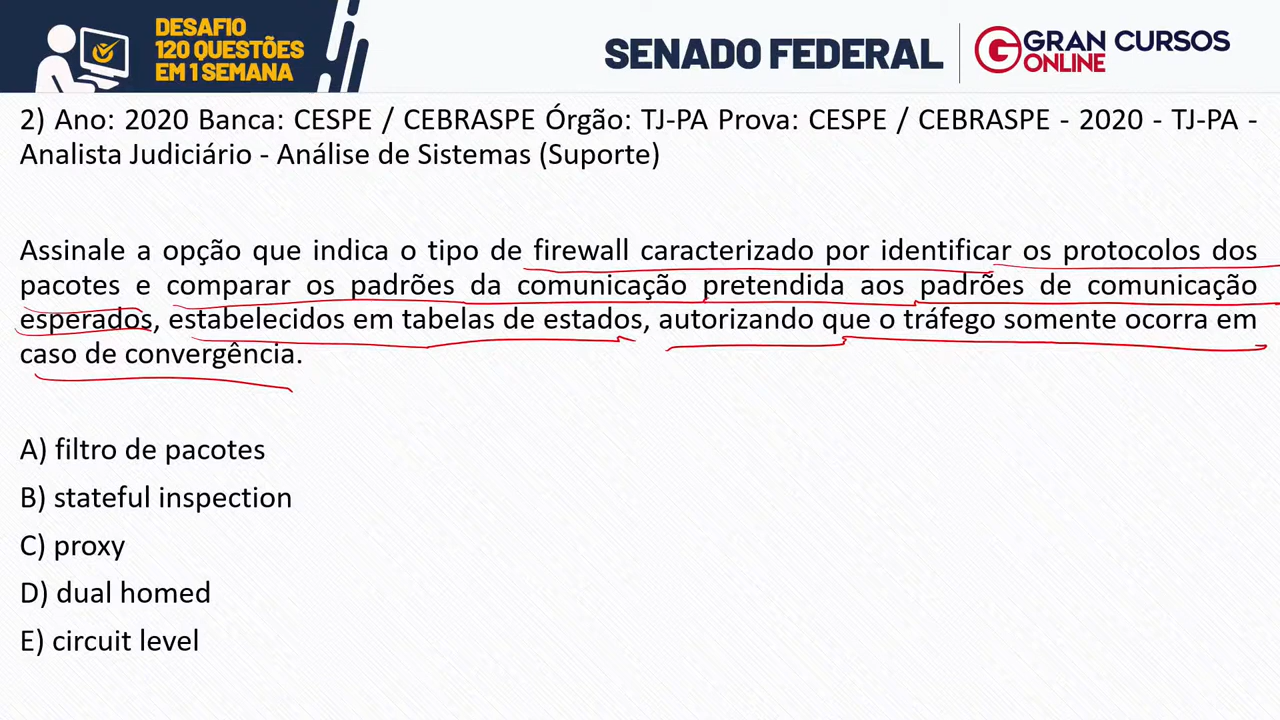 DESAFIO
120 QUESTÕES
EM 1 SEMANA
SENADO FEDERAL
G GRAN CURSOS
ONLINE
2) Ano: 2020 Banca: CESPE / CEBRASPE Órgão: TJ-PA Prova: CESPE / CEBRASPE - 2020 - TJ-PA -
Analista Judiciário - Análise de Sistemas (Suporte)
Assinale a opção que indica o tipo de firewall caracterizado por identificar os protocolos dos
pacotes e comparar os padrões da comunicação pretendida aos padrões de comunicação
esperados, estabelecidos em tabelas de estados, autorizando que o tráfego somente ocorra em
caso de convergência.
A) filtro de pacotes
B) stateful inspection
C) proxy
D) dual homed
E) circuit level